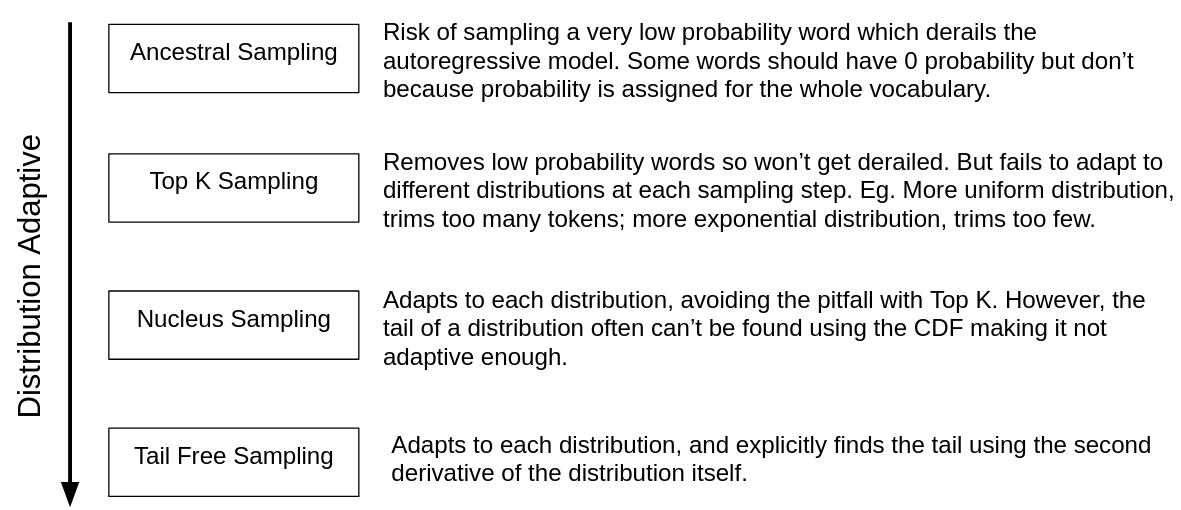 Distribution Adaptive
Ancestral Sampling
Risk of sampling a very low probability word which derails the
autoregressive model. Some words should have 0 probability but don’t
because probability is assigned for the whole vocabulary.
Top K Sampling
Removes low probability words so won’t get derailed. But fails to adapt to
different distributions at each sampling step. Eg. More uniform distribution,
trims too many tokens; more exponential distribution, trims too few.
Nucleus Sampling
Adapts to each distribution, avoiding the pitfall with Top K. However, the
tail of a distribution often can’t be found using the CDF making it not
adaptive enough.
Tail Free Sampling
Adapts to each distribution, and explicitly finds the tail using the second
derivative of the distribution itself.